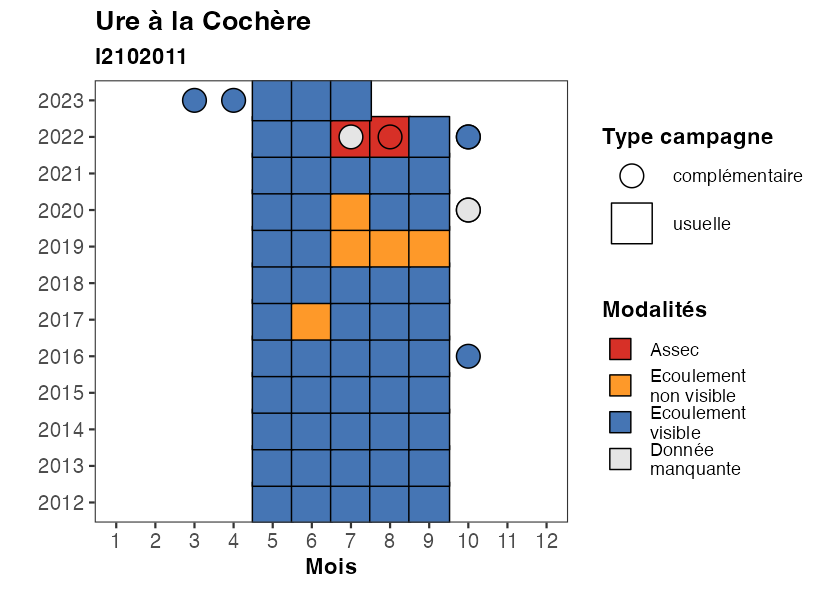 Ure à la Cochère
I2102011
2023
2022
2021
2020
2019
2018
2017
2016
2015
2014
2013
2012
1 2 3 4 5 6 7 8 9 10 11 12
Mois
Type campagne
complémentaire
usuelle
Modalités
Assec
Ecoulement
non visible
Ecoulement
visible
Donnée
manquante